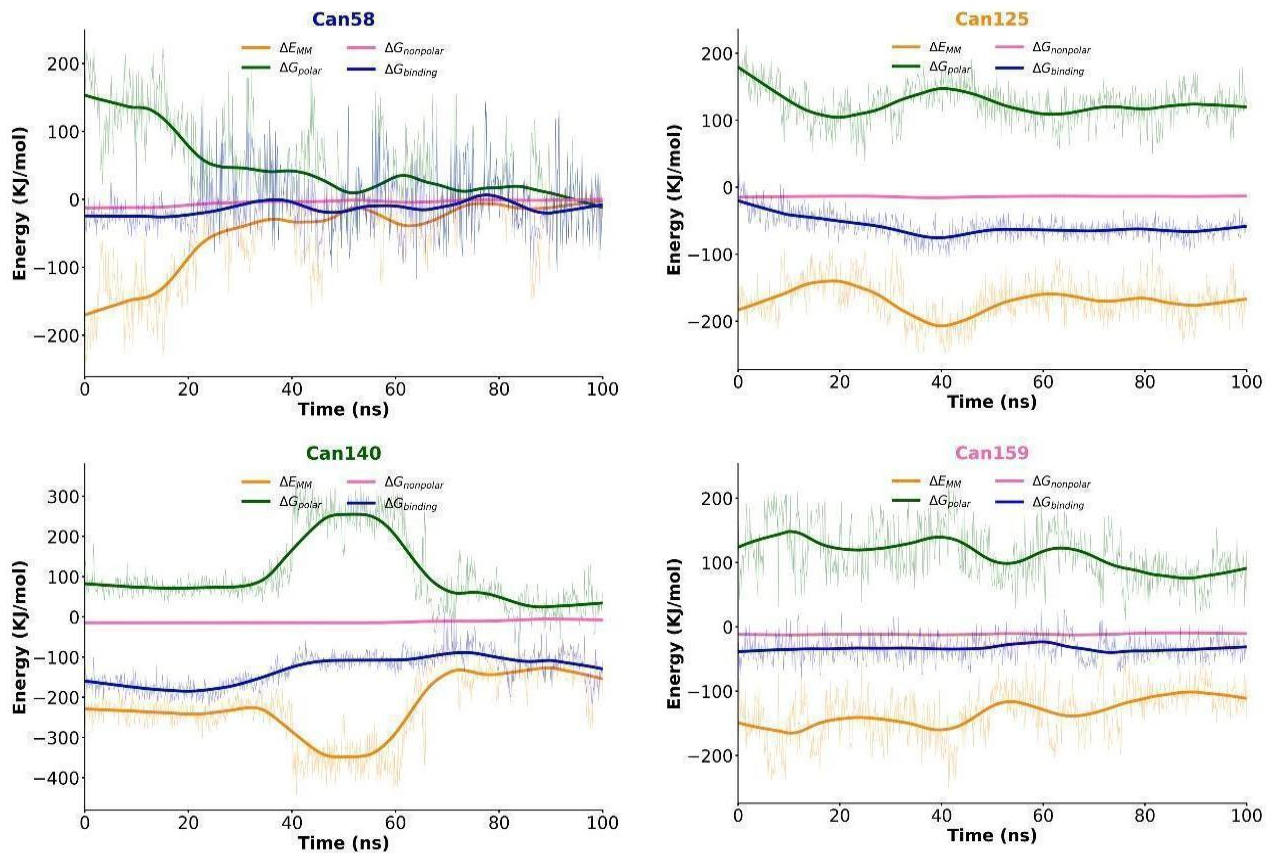 Can58
ΔE_MM ΔG_nonpolar
ΔG_polar ΔG_binding
Energy (KJ/mol)
200
100
0
−100
−200
0 20 40 60 80 100
Time (ns)
Can125
ΔE_MM ΔG_nonpolar
ΔG_polar ΔG_binding
Energy (KJ/mol)
200
100
0
−100
−200
0 20 40 60 80 100
Time (ns)
Can140
ΔE_MM ΔG_nonpolar
ΔG_polar ΔG_binding
Energy (KJ/mol)
300
200
100
0
−100
−200
−300
−400
0 20 40 60 80 100
Time (ns)
Can159
ΔE_MM ΔG_nonpolar
ΔG_polar ΔG_binding
Energy (KJ/mol)
200
100
0
−100
−200
0 20 40 60 80 100
Time (ns)